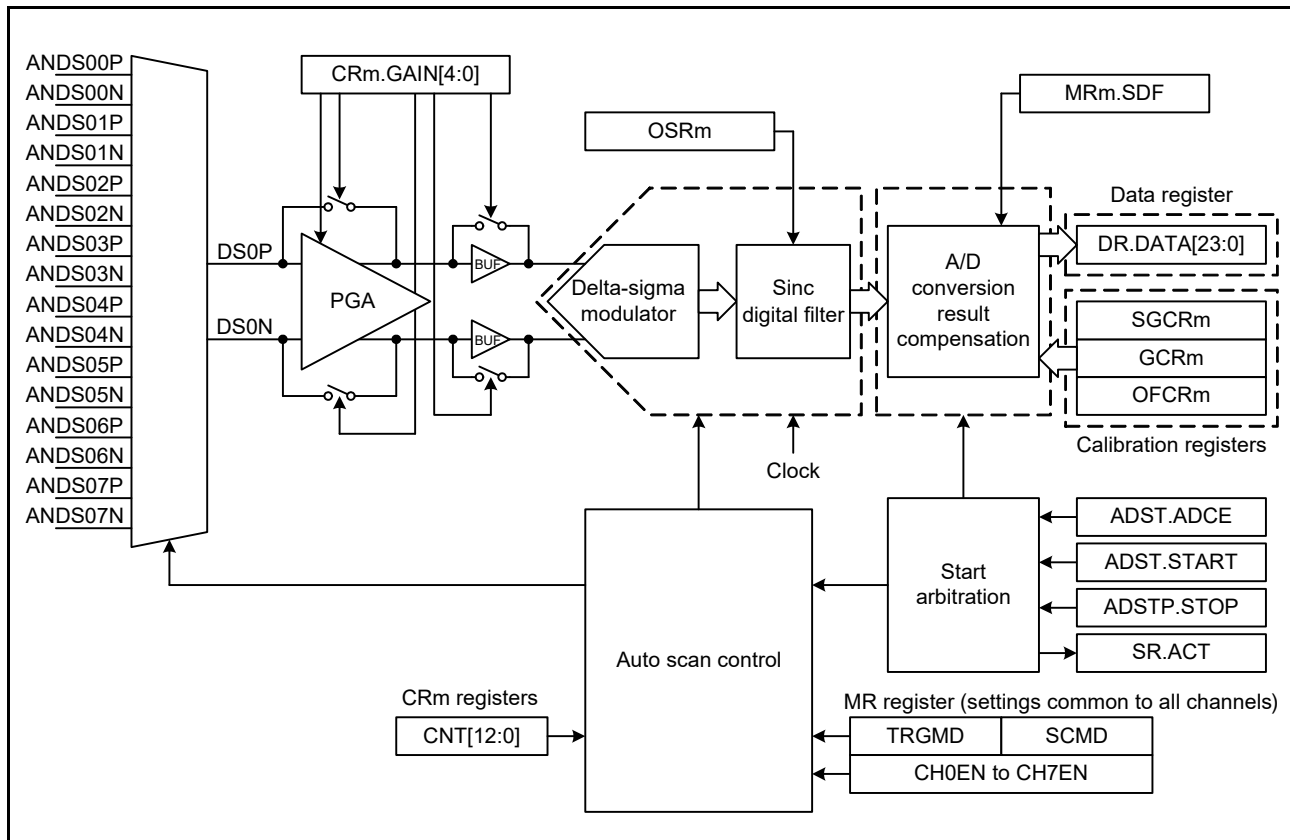 ANDS00P
ANDS00N
ANDS01P
ANDS01N
ANDS02P
ANDS02N
ANDS03P
ANDS03N
ANDS04P
ANDS04N
ANDS05P
ANDS05N
ANDS06P
ANDS06N
ANDS07P
ANDS07N
CRm.GAIN[4:0]
DS0P
DS0N
PGA
BUF
BUF
OSRm
MRm.SDF
Delta-sigma
modulator
Sinc
digital filter
A/D
conversion
result
compensation
Data register
DR.DATA[23:0]
SGCRm
GCRm
OFCRm
Calibration registers
Clock
Start
arbitration
ADST.ADCE
ADST.START
ADSTP.STOP
SR.ACT
Auto scan control
CRm registers
CNT[12:0]
MR register (settings common to all channels)
TRGMD
SCMD
CH0EN to CH7EN